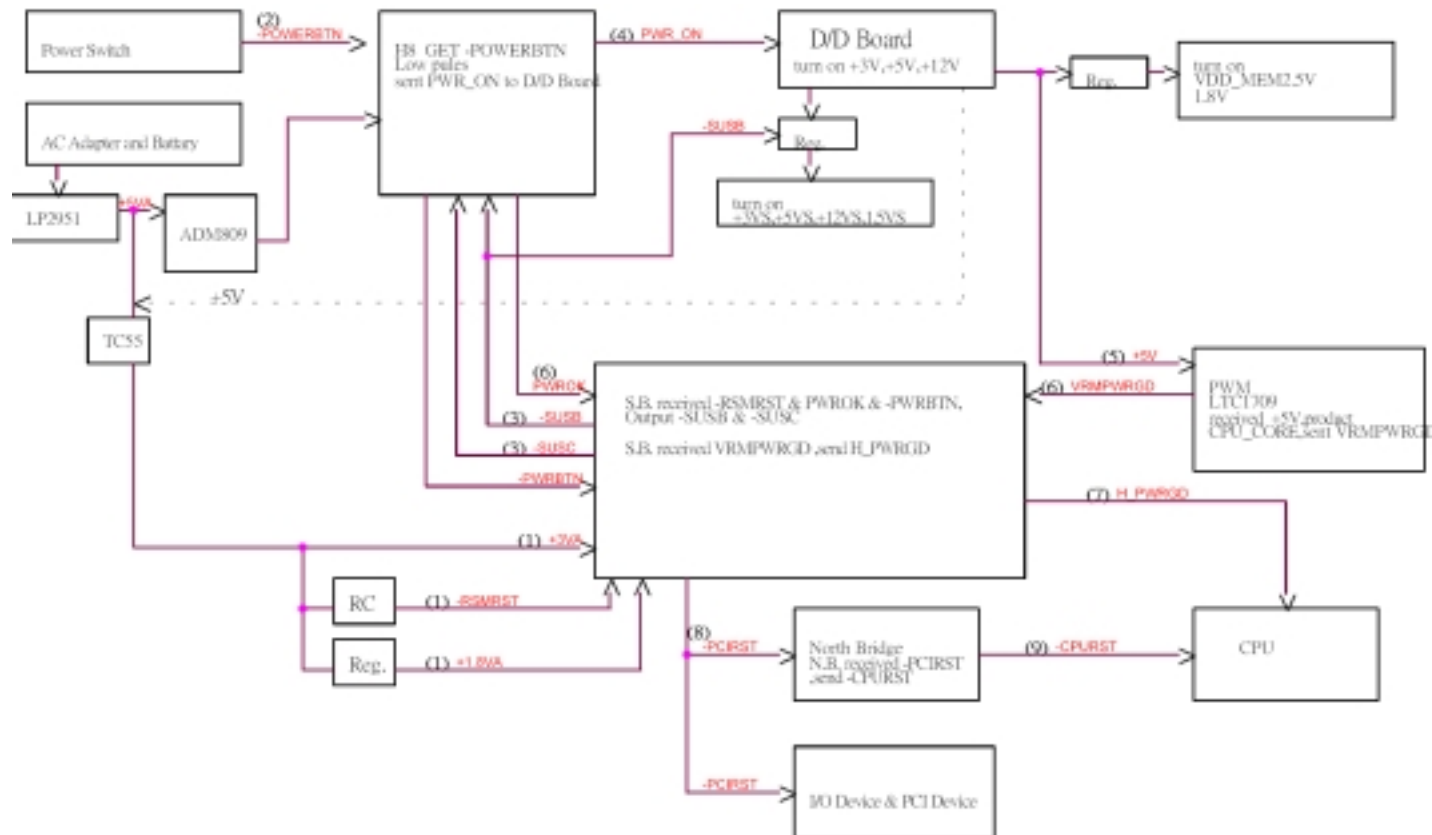 (2)
-POWERBTN
Power Switch
H8 GET -POWERBTN
Low pules
sent PWR_ON to D/D Board
(4) PWR_ON
D/D Board
turn on +3V,+5V,+12V
Reg.
turn on
VDD_MEM2.5V
1.8V
AC Adapter and Battary
-SUSB
Reg.
turn on
+3VS,+5VS,+12VS,1.5VS
LP2951
+5VA
ADM809
+5V
TC55
(6)
PWROK
(3) -SUSB
(3) -SUSC
-PWRBTN
S.B. received -RSMRST & PWROK & -PWRBTN,
Output -SUSB & -SUSC
S.B. received VRMPWRGD ,send H_PWRGD
(5) +5V
(6) VRMPWRGD
PWM
LTC1709
received +5V,product
CPU_CORE,sent VRMPWRGD
(7) H_PWRGD
(1) +3VA
RC
(1) -RSMRST
Reg.
(1) +1.8VA
(8)
-PCIRST
North Bridge
N.B. received -PCIRST
,send -CPURST
(9) -CPURST
CPU
-PCIRST
I/O Device & PCI Device